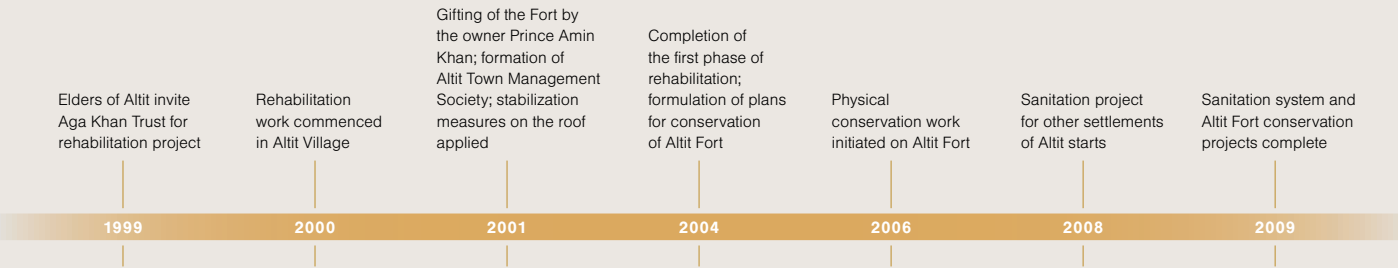 Elders of Altit invite
Aga Khan Trust for
rehabilitation project
Rehabilitation
work commenced
in Altit Village
Gifting of the Fort by
the owner Prince Amin
Khan; formation of
Altit Town Management
Society; stabilization
measures on the roof
applied
Completion of
the first phase of
rehabilitation;
formulation of plans
for conservation
of Altit Fort
Physical
conservation work
initiated on Altit Fort
Sanitation project
for other settlements
of Altit starts
Sanitation system and
Altit Fort conservation
projects complete
1999 2000 2001 2004 2006 2008 2009